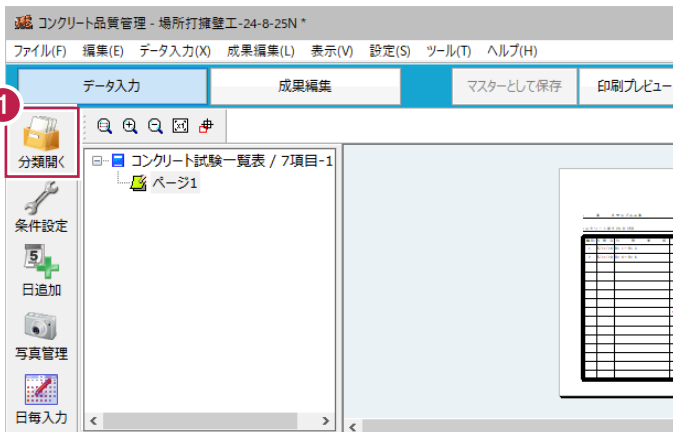 コンクリート品質管理 - 場所打擁壁工-24-8-25N *
ファイル(F) 編集(E) データ入力(X) 成果編集(L) 表示(V) 設定(S) ツール(T) ヘルプ(H)
データ入力 成果編集 マスターとして保存 印刷プレビュー
1
分類開く
コンクリート試験一覧表 / 7項目-1
ページ1
条件設定
日追加
写真管理
日毎入力